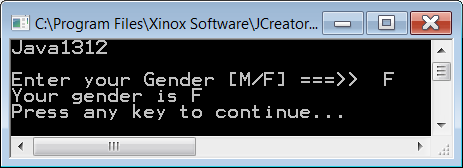 C:\Program Files\Xinox Software\JCreator...
Java1312
Enter your Gender [M/F] ===>>  F
Your gender is F
Press any key to continue...